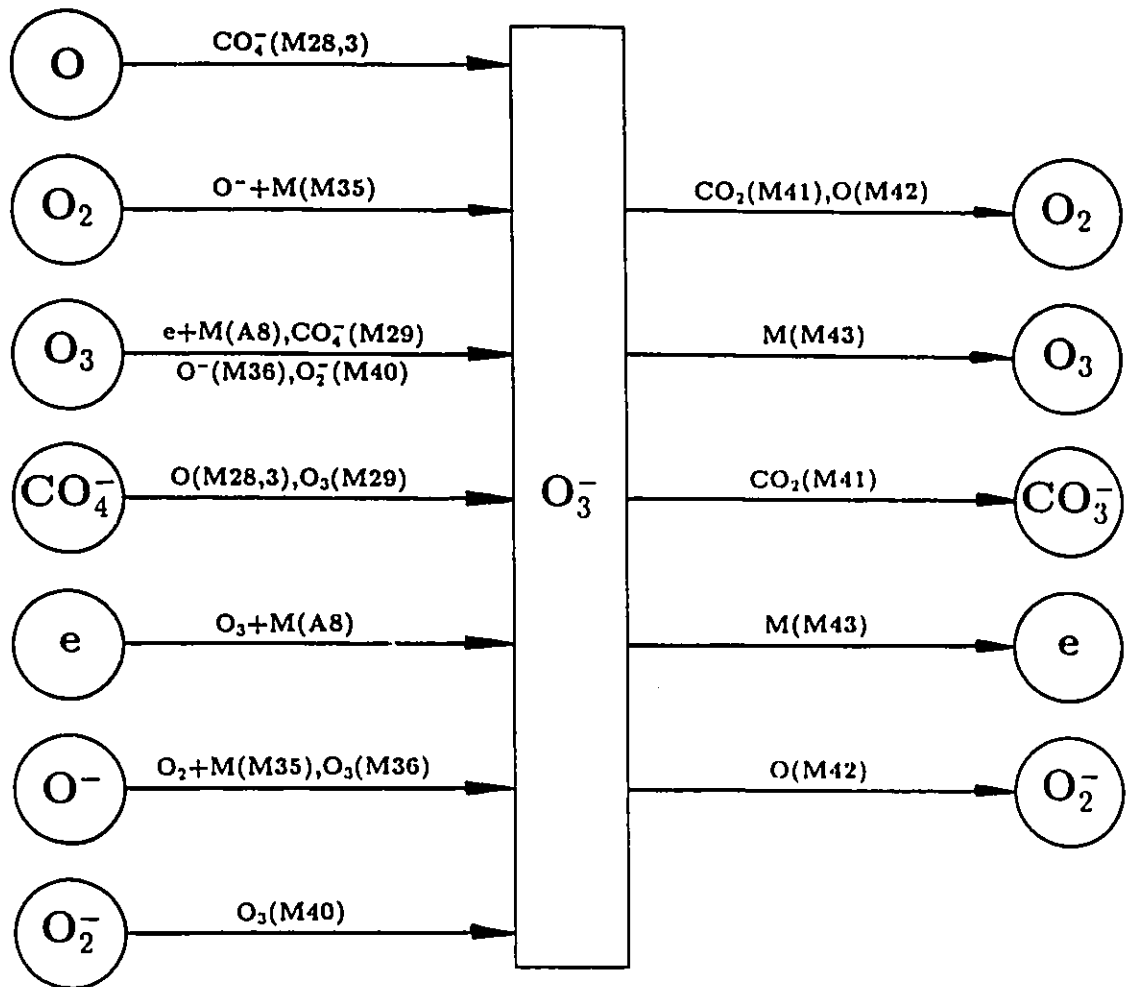 O
CO₄⁻(M28,3)
O₂
O⁻+M(M35)
CO₂(M41),O(M42)
O₂
O₃
e+M(A8),CO₄⁻(M29)
O⁻(M36),O₂⁻(M40)
M(M43)
O₃
CO₄⁻
O(M28,3),O₃(M29)
O₃⁻
CO₂(M41)
CO₃⁻
e
O₃+M(A8)
M(M43)
e
O⁻
O₂+M(M35),O₃(M36)
O(M42)
O₂⁻
O₂⁻
O₃(M40)